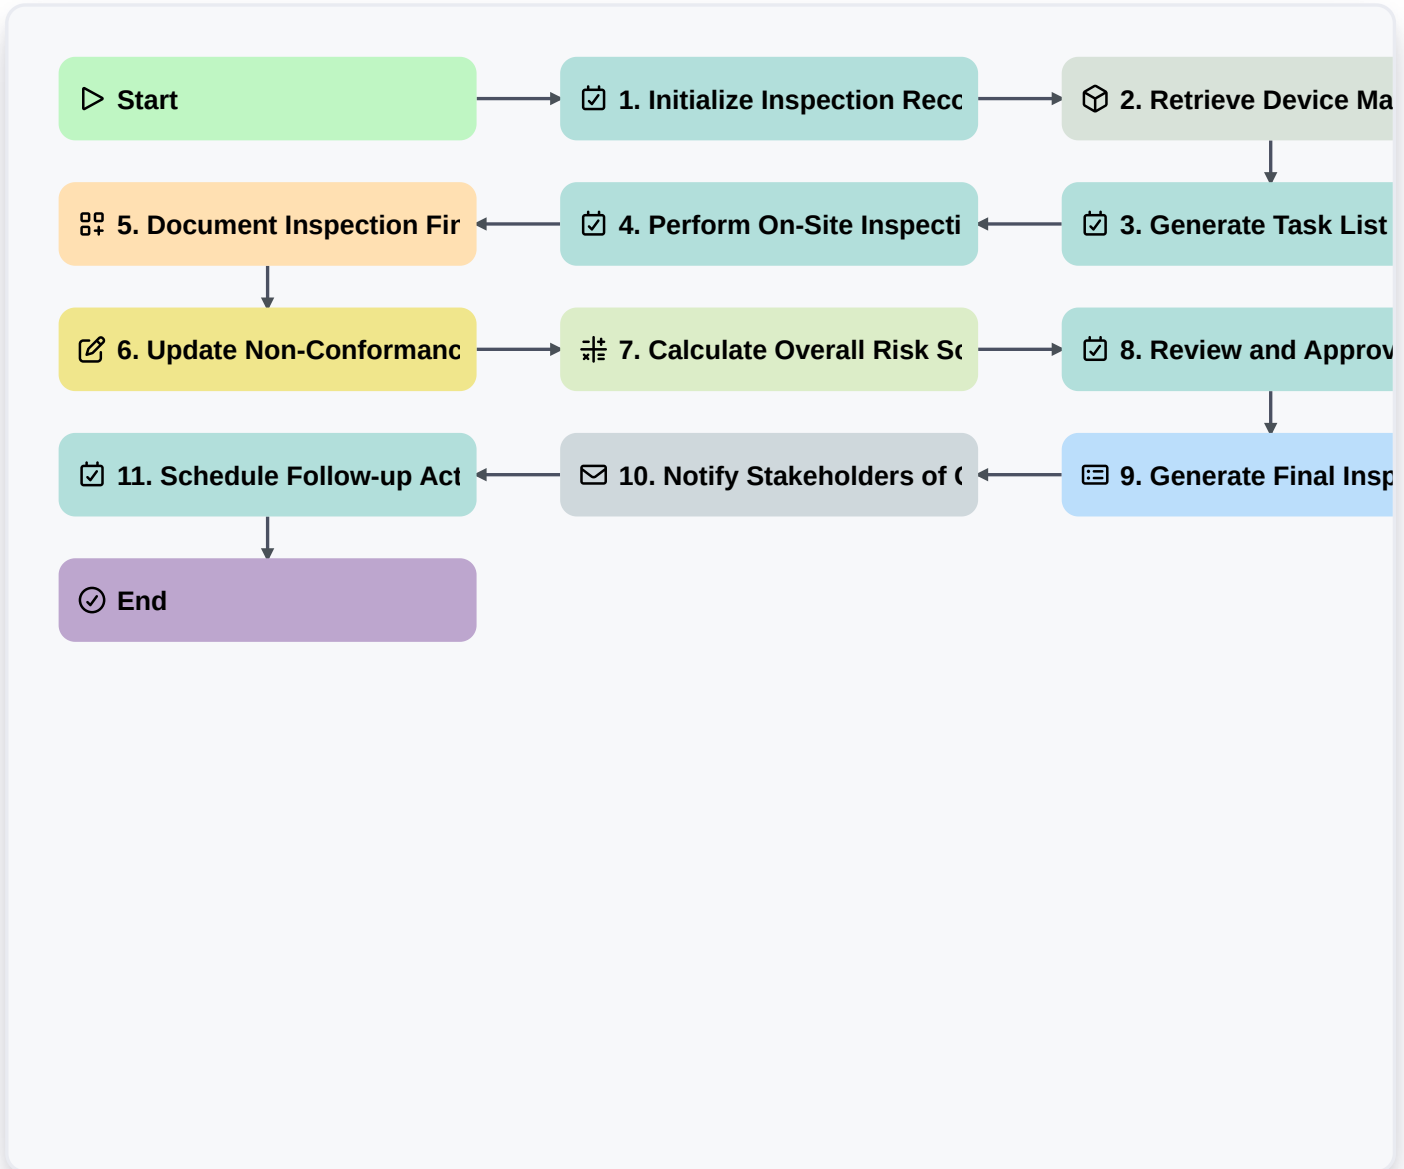 Start
1. Initialize Inspection Reco
2. Retrieve Device Ma
5. Document Inspection Fin
4. Perform On-Site Inspecti
3. Generate Task List
6. Update Non-Conformanc
7. Calculate Overall Risk Sc
8. Review and Approv
11. Schedule Follow-up Act
10. Notify Stakeholders of
9. Generate Final Insp
End